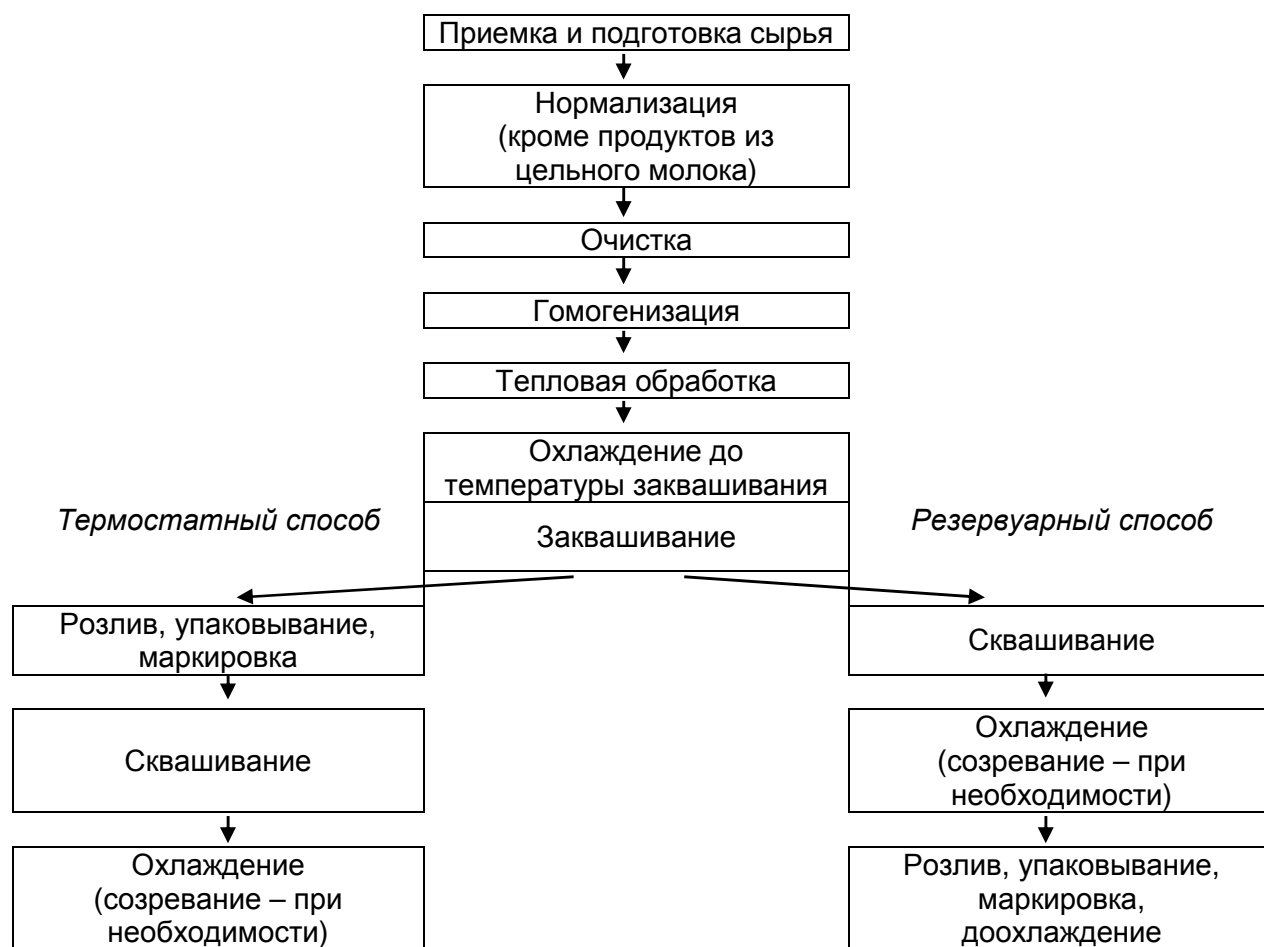 Приемка и подготовка сырья
Нормализация
(кроме продуктов из
цельного молока)
Очистка
Гомогенизация
Тепловая обработка
Охлаждение до
температуры заквашивания
Термостатный способ
Заквашивание
Резервуарный способ
Розлив, упаковывание,
маркировка
Сквашивание
Сквашивание
Охлаждение
(созревание – при
необходимости)
Охлаждение
(созревание – при
необходимости)
Розлив, упаковывание,
маркировка,
доохлаждение